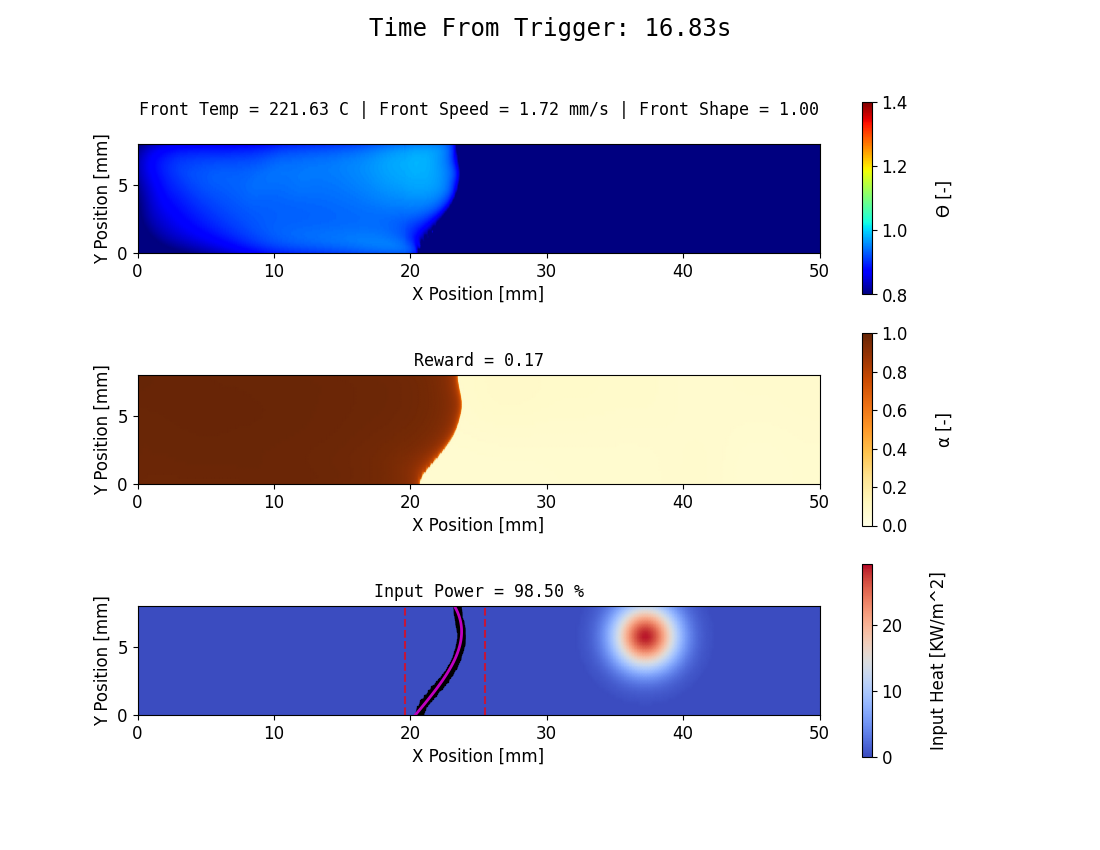 Time From Trigger: 16.83s
Front Temp = 221.63 C | Front Speed = 1.72 mm/s | Front Shape = 1.00
Y Position [mm]
5
0
0 10 20 30 40 50
X Position [mm]
1.4
1.2
1.0
0.8
Θ [-]
Reward = 0.17
Y Position [mm]
5
0
0 10 20 30 40 50
X Position [mm]
1.0
0.8
0.6
0.4
0.2
0.0
α [-]
Input Power = 98.50 %
Y Position [mm]
5
0
0 10 20 30 40 50
X Position [mm]
20
10
0
Input Heat [KW/m^2]